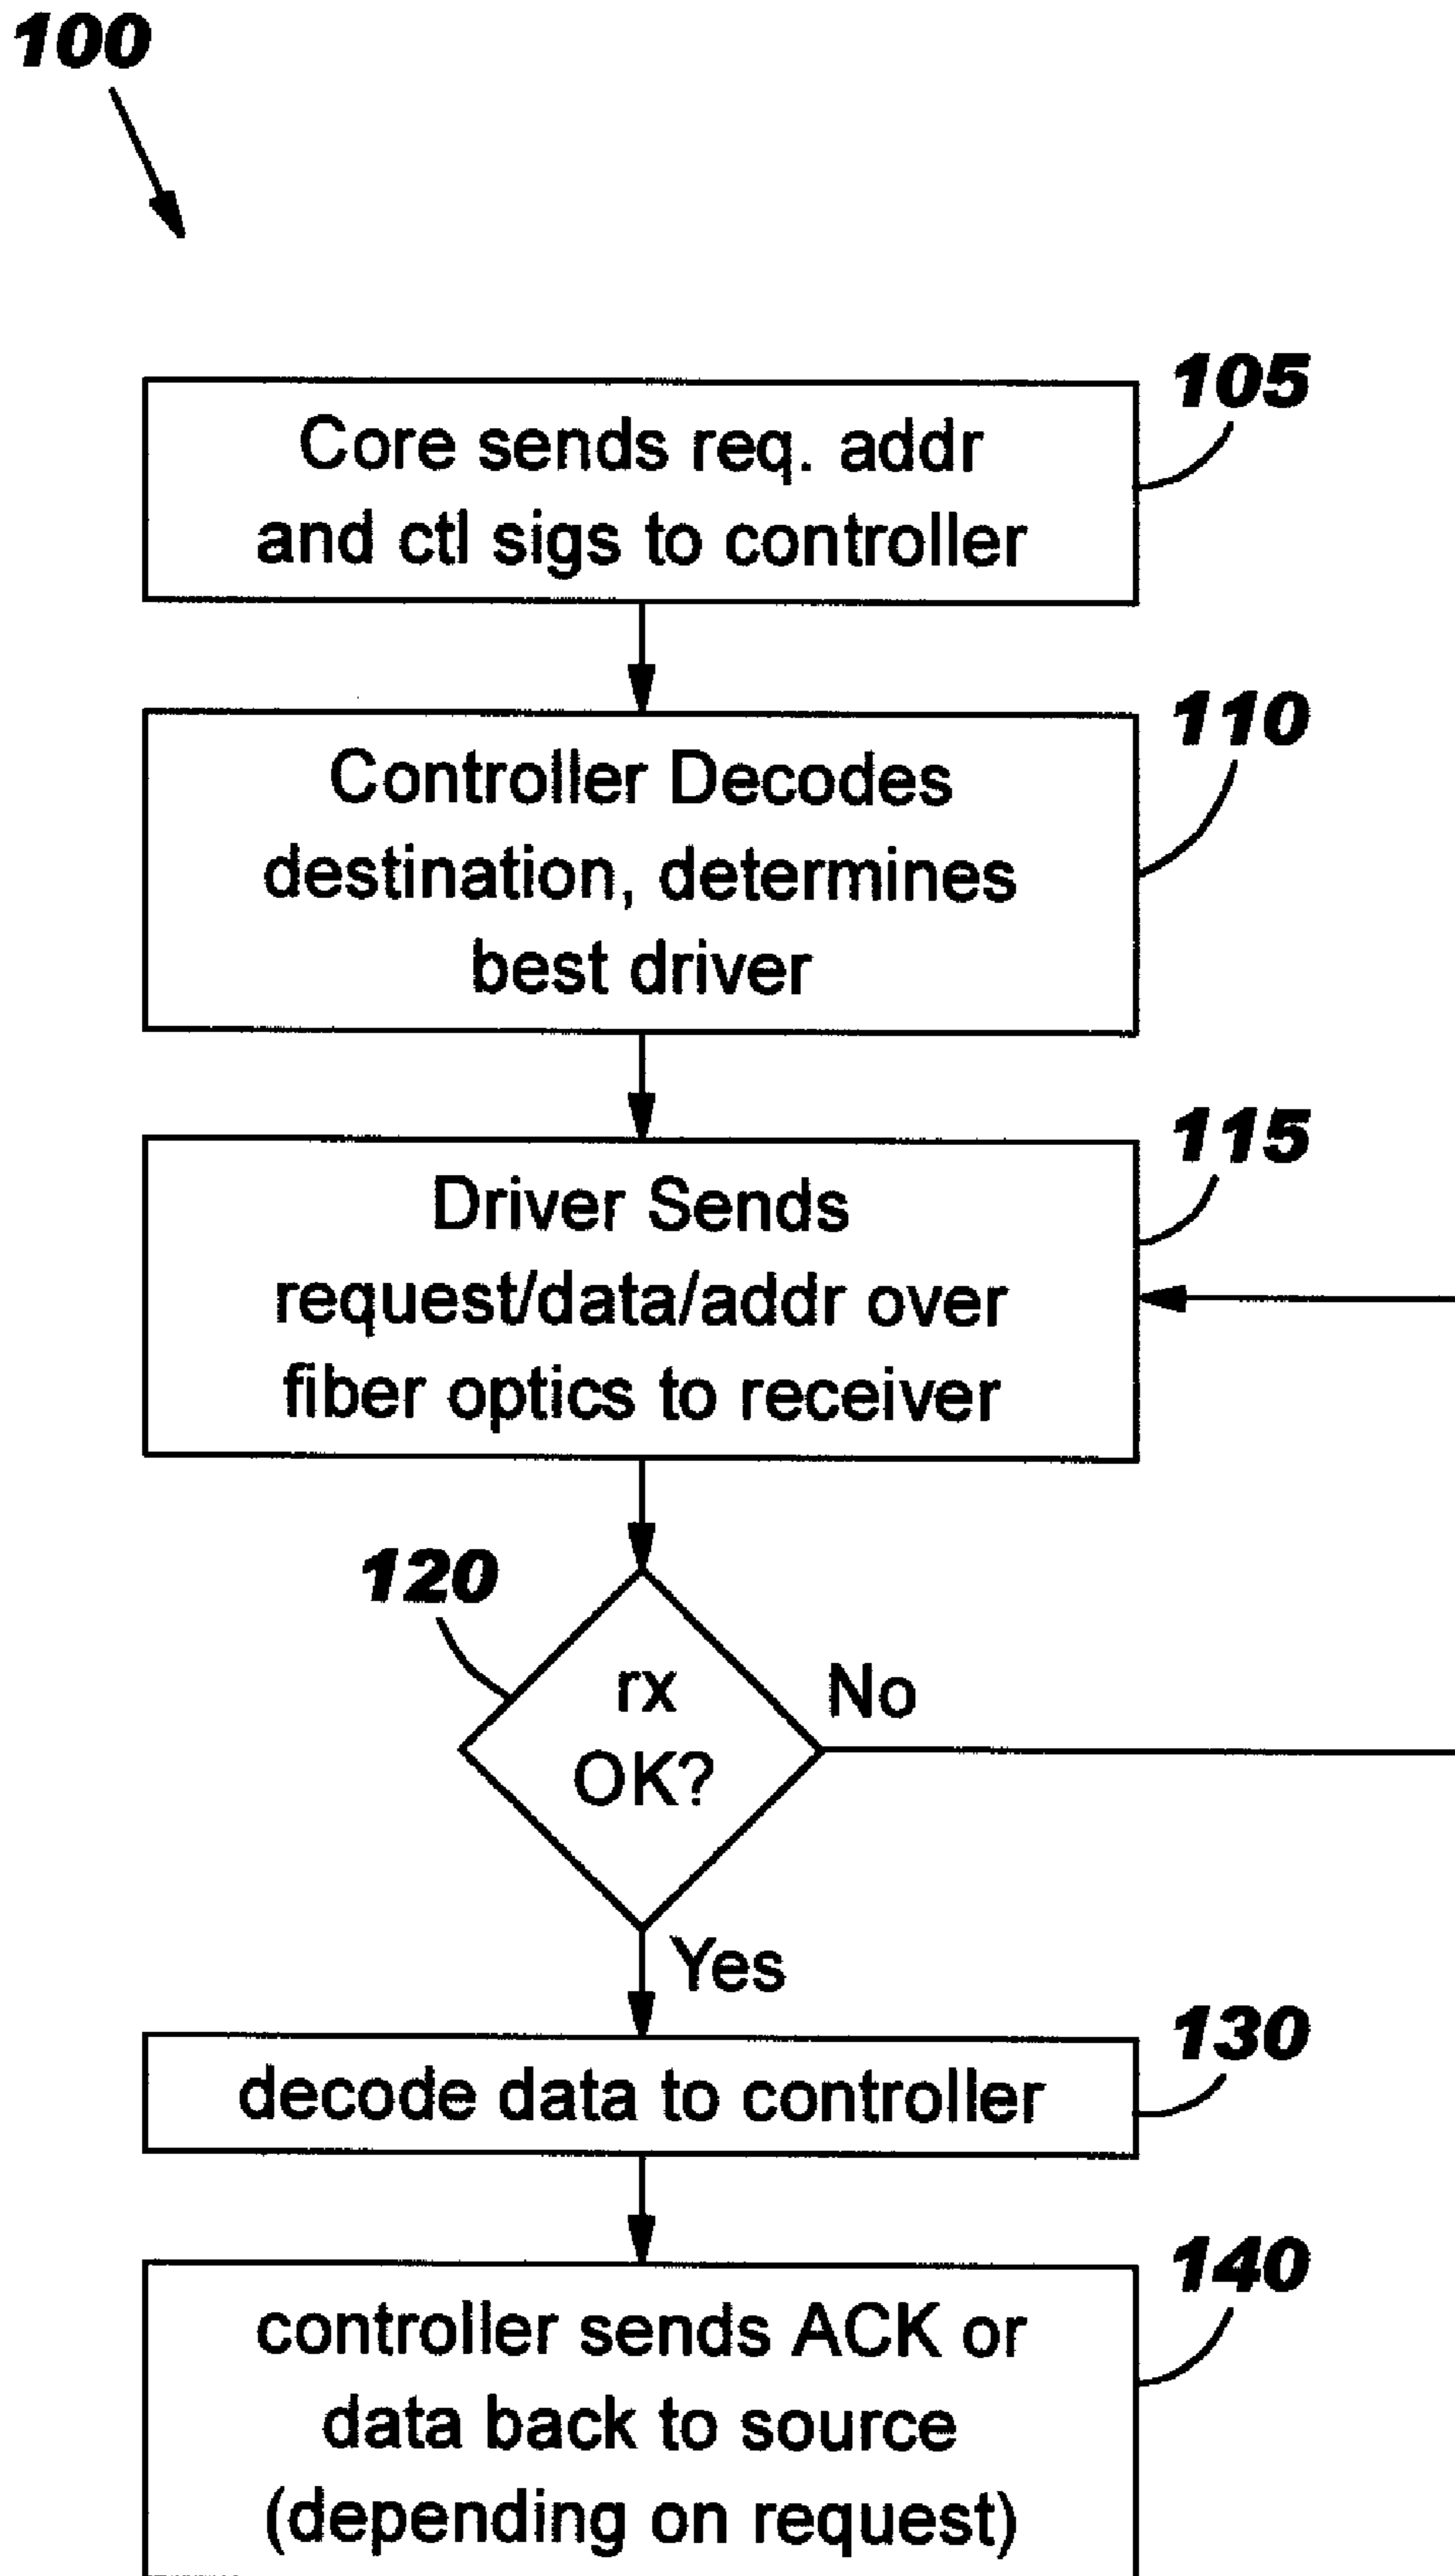 100
105
Core sends req. addr
and ctl sigs to controller
110
Controller Decodes
destination, determines
best driver
115
Driver Sends
request/data/addr over
fiber optics to receiver
120
rx
OK?
No
Yes
130
decode data to controller
140
controller sends ACK or
data back to source
(depending on request)